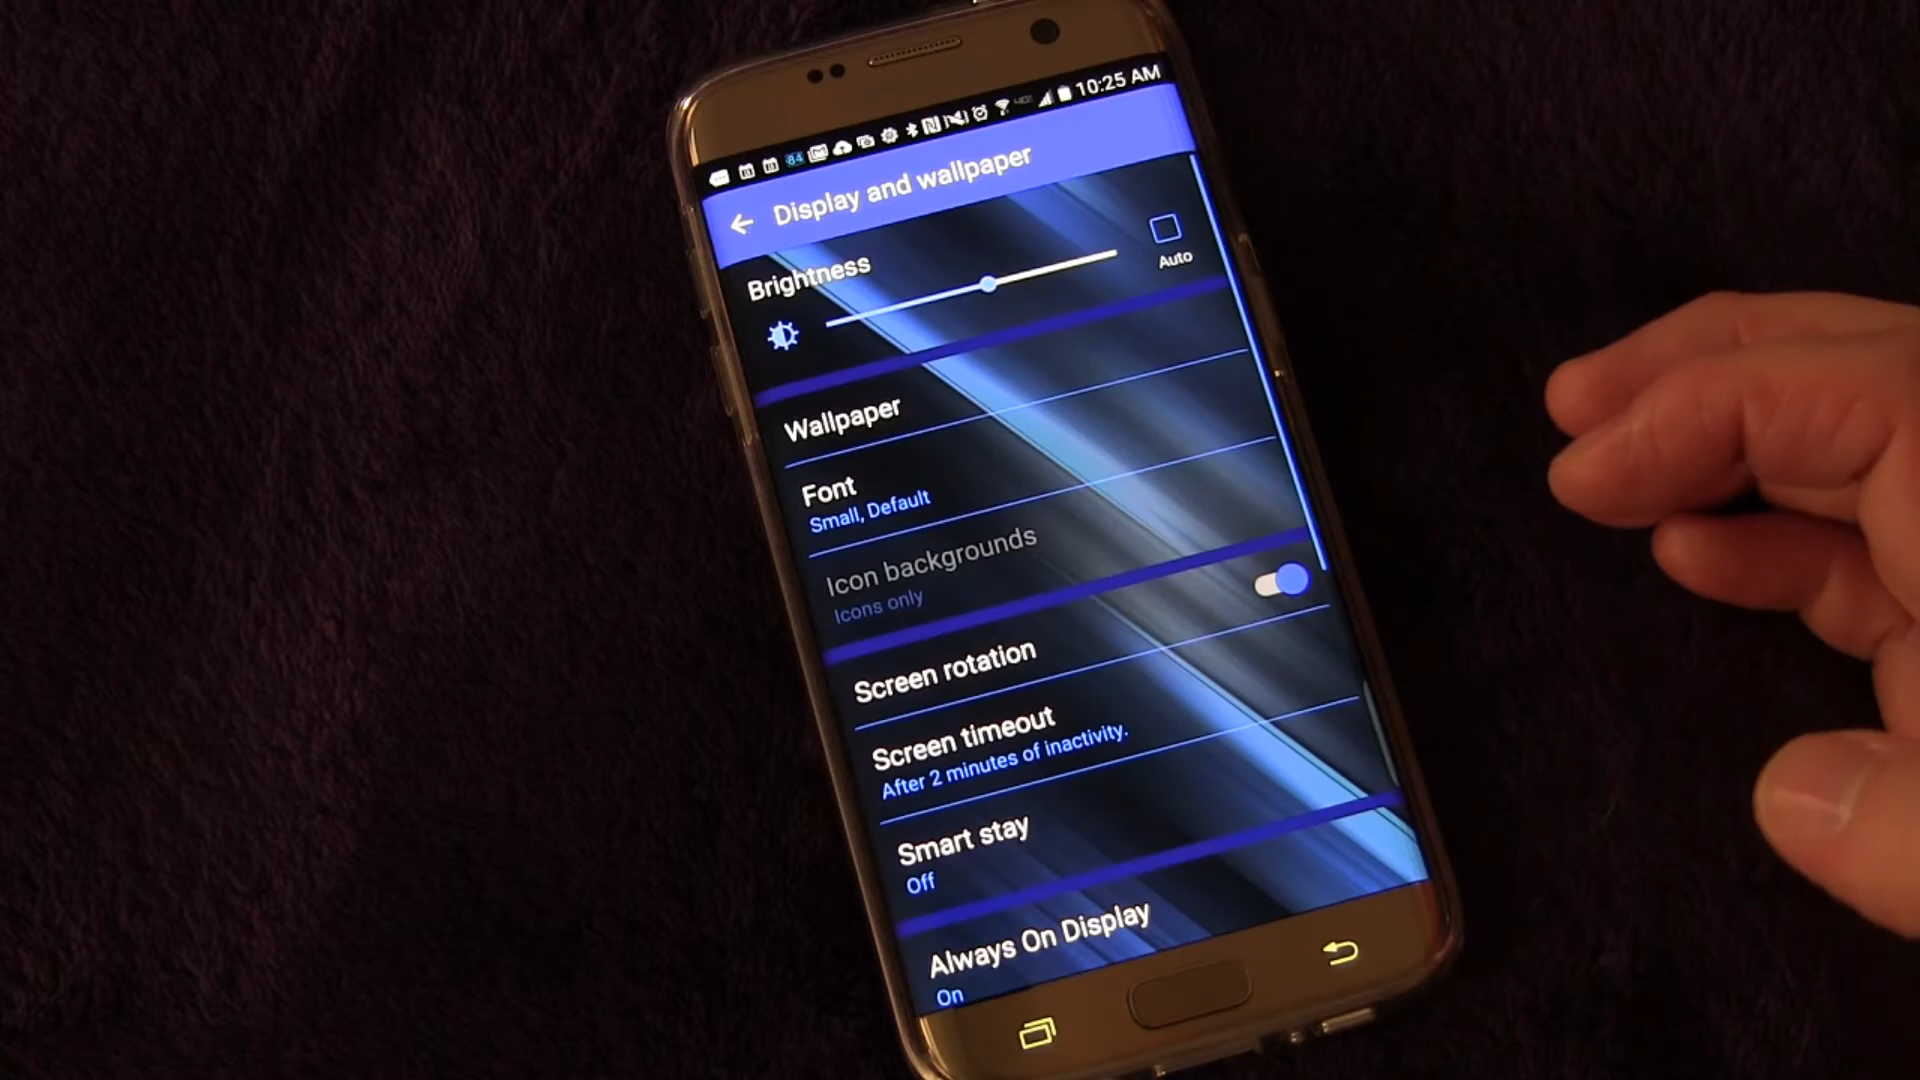 84 10:25 AM
Display and wallpaper
Brightness
Auto
Wallpaper
Font
Small, Default
Icon backgrounds
Icons only
Screen rotation
Screen timeout
After 2 minutes of inactivity.
Smart stay
Off
Always On Display
On